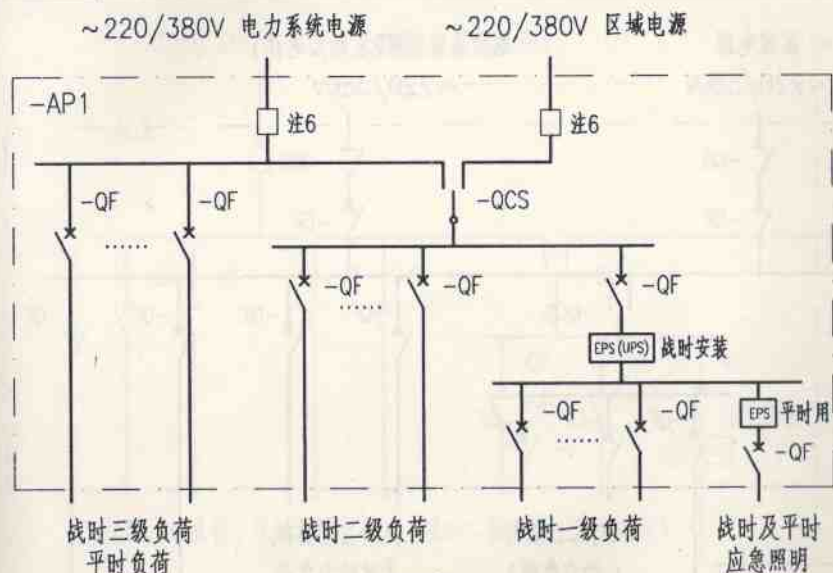 ~220/380V 电力系统电源
~220/380V 区域电源
-AP1
注6
注6
-QF
-QF
-QCS
-QF
-QF
-QF
EPS(UPS) 战时安装
-QF
-QF
EPS 平时用
-QF
战时三级负荷
平时负荷
战时二级负荷
战时一级负荷
战时及平时
应急照明